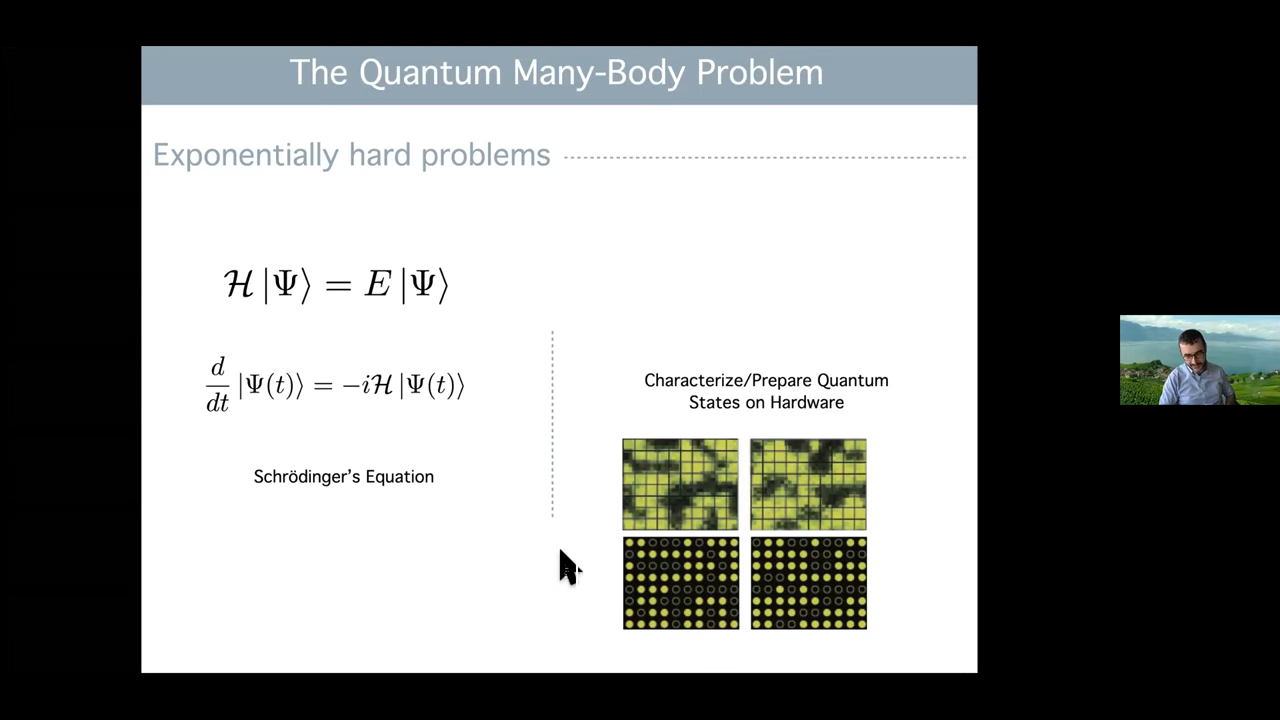 The Quantum Many-Body Problem
Exponentially hard problems
ℋ|Ψ⟩ = E|Ψ⟩
d/dt |Ψ(t)⟩ = −iℋ|Ψ(t)⟩
Schrödinger's Equation
Characterize/Prepare Quantum
States on Hardware